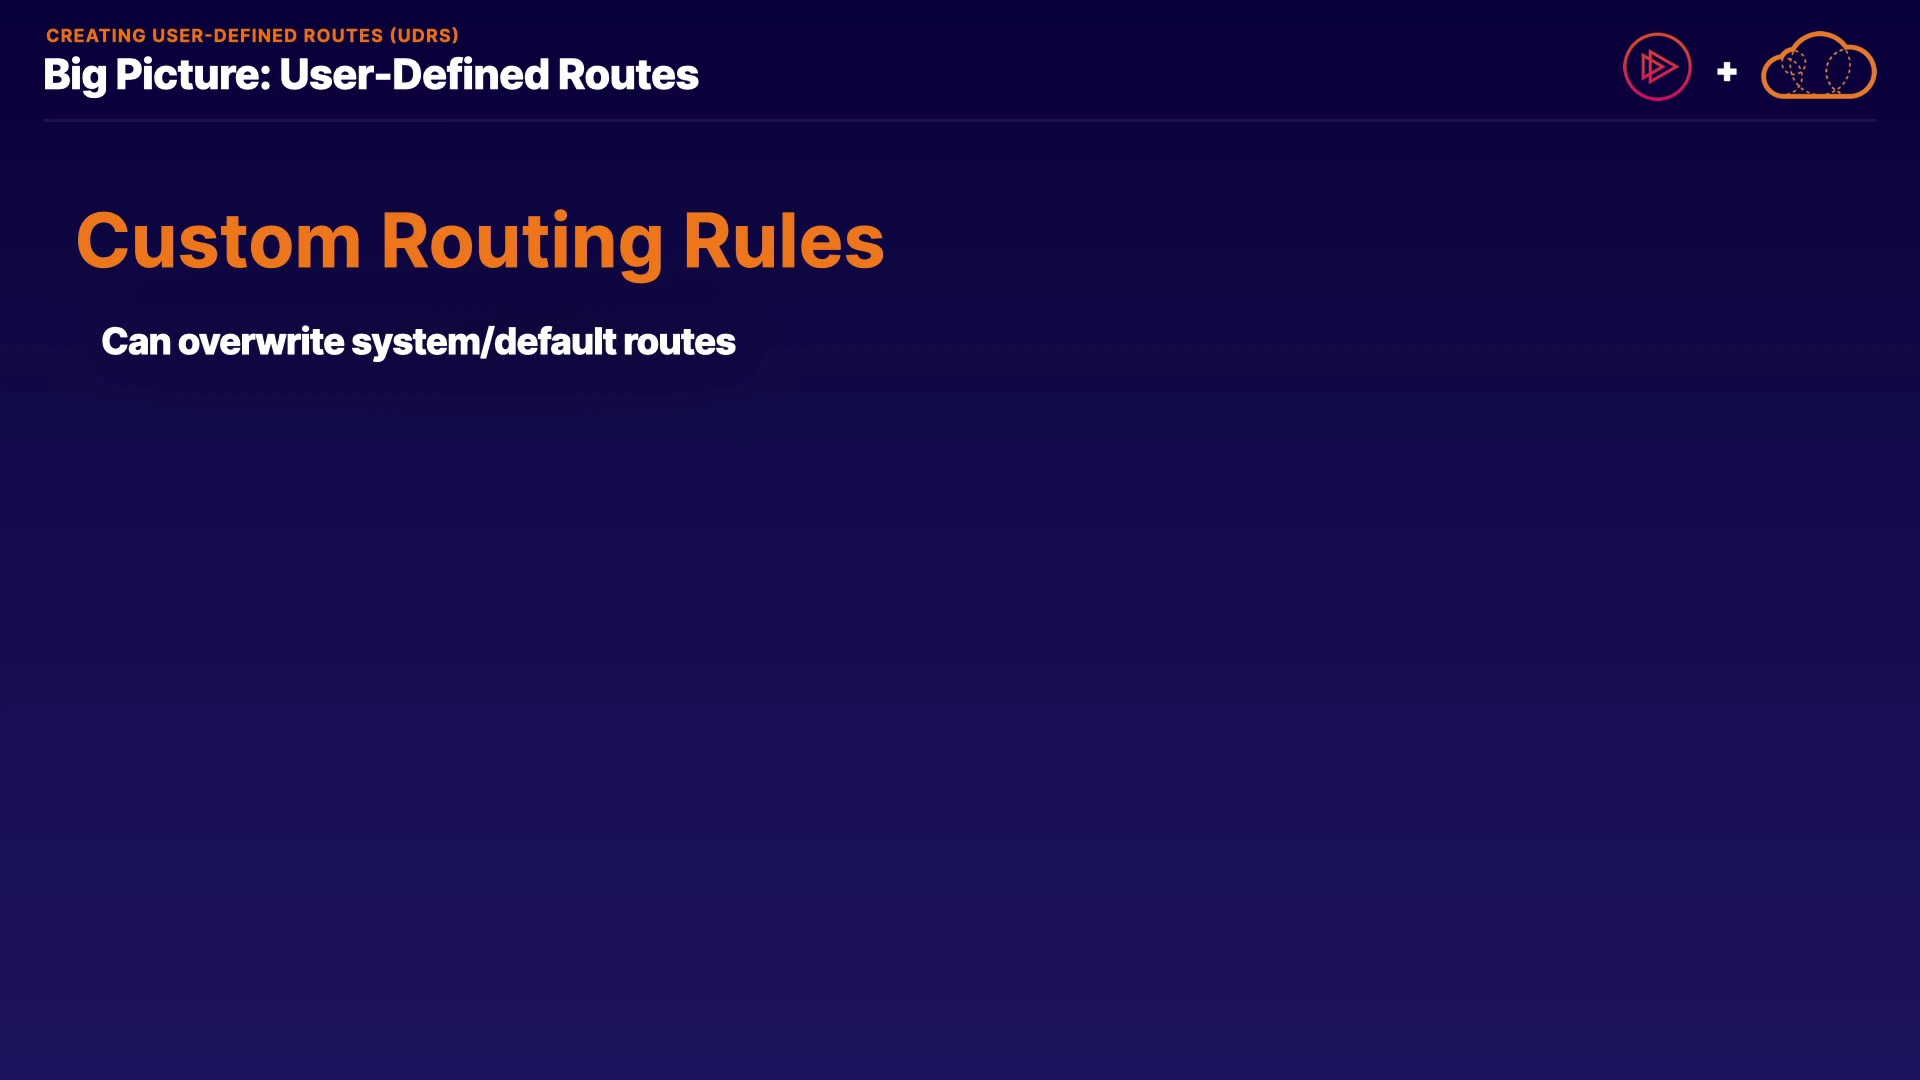 CREATING USER-DEFINED ROUTES (UDRS)
Big Picture: User-Defined Routes
+
Custom Routing Rules
Can overwrite system/default routes